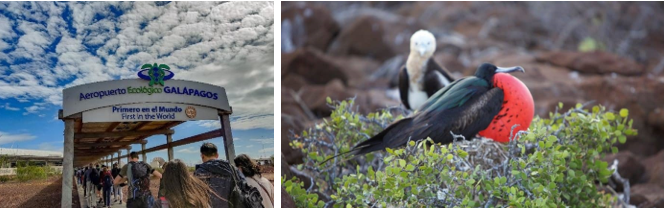 Aeropuerto Ecológico GALÁPAGOS
Primero en el Mundo
First in the World